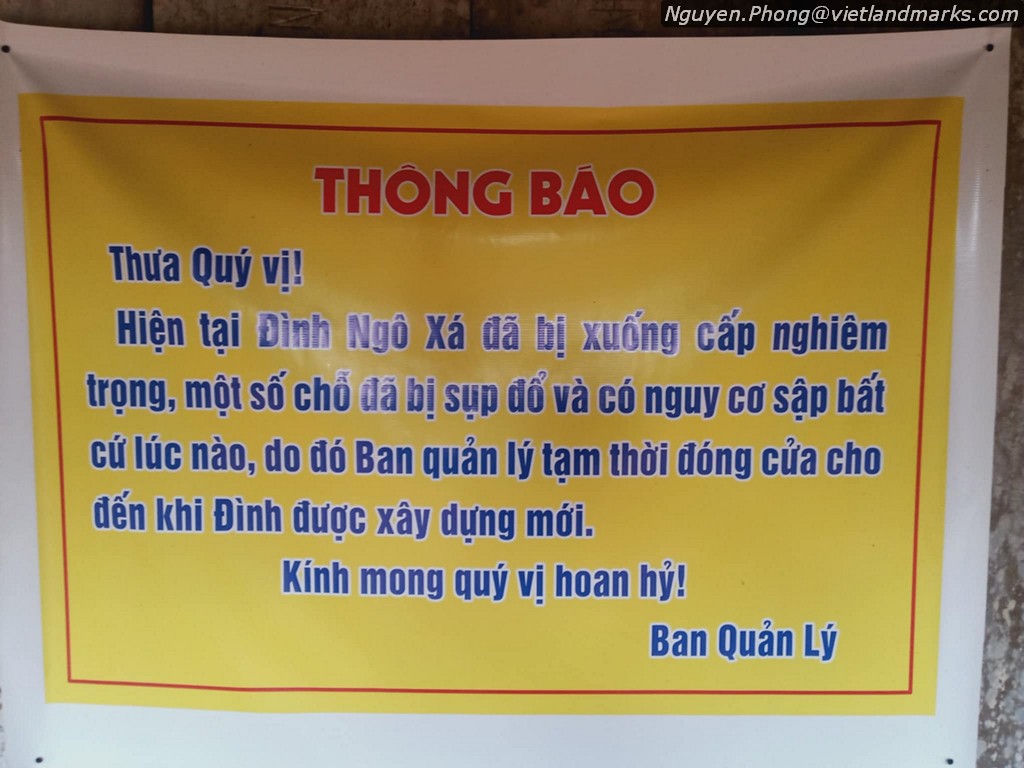 Nguyen.Phong@vietlandmarks.com
THÔNG BÁO
Thưa Quý vị!
Hiện tại Đình Ngô Xá đã bị xuống cấp nghiêm
trọng, một số chỗ đã bị sụp đổ và có nguy cơ sập bất
cứ lúc nào, do đó Ban quản lý tạm thời đóng cửa cho
đến khi Đình được xây dựng mới.
Kính mong quý vị hoan hỷ!
Ban Quản Lý